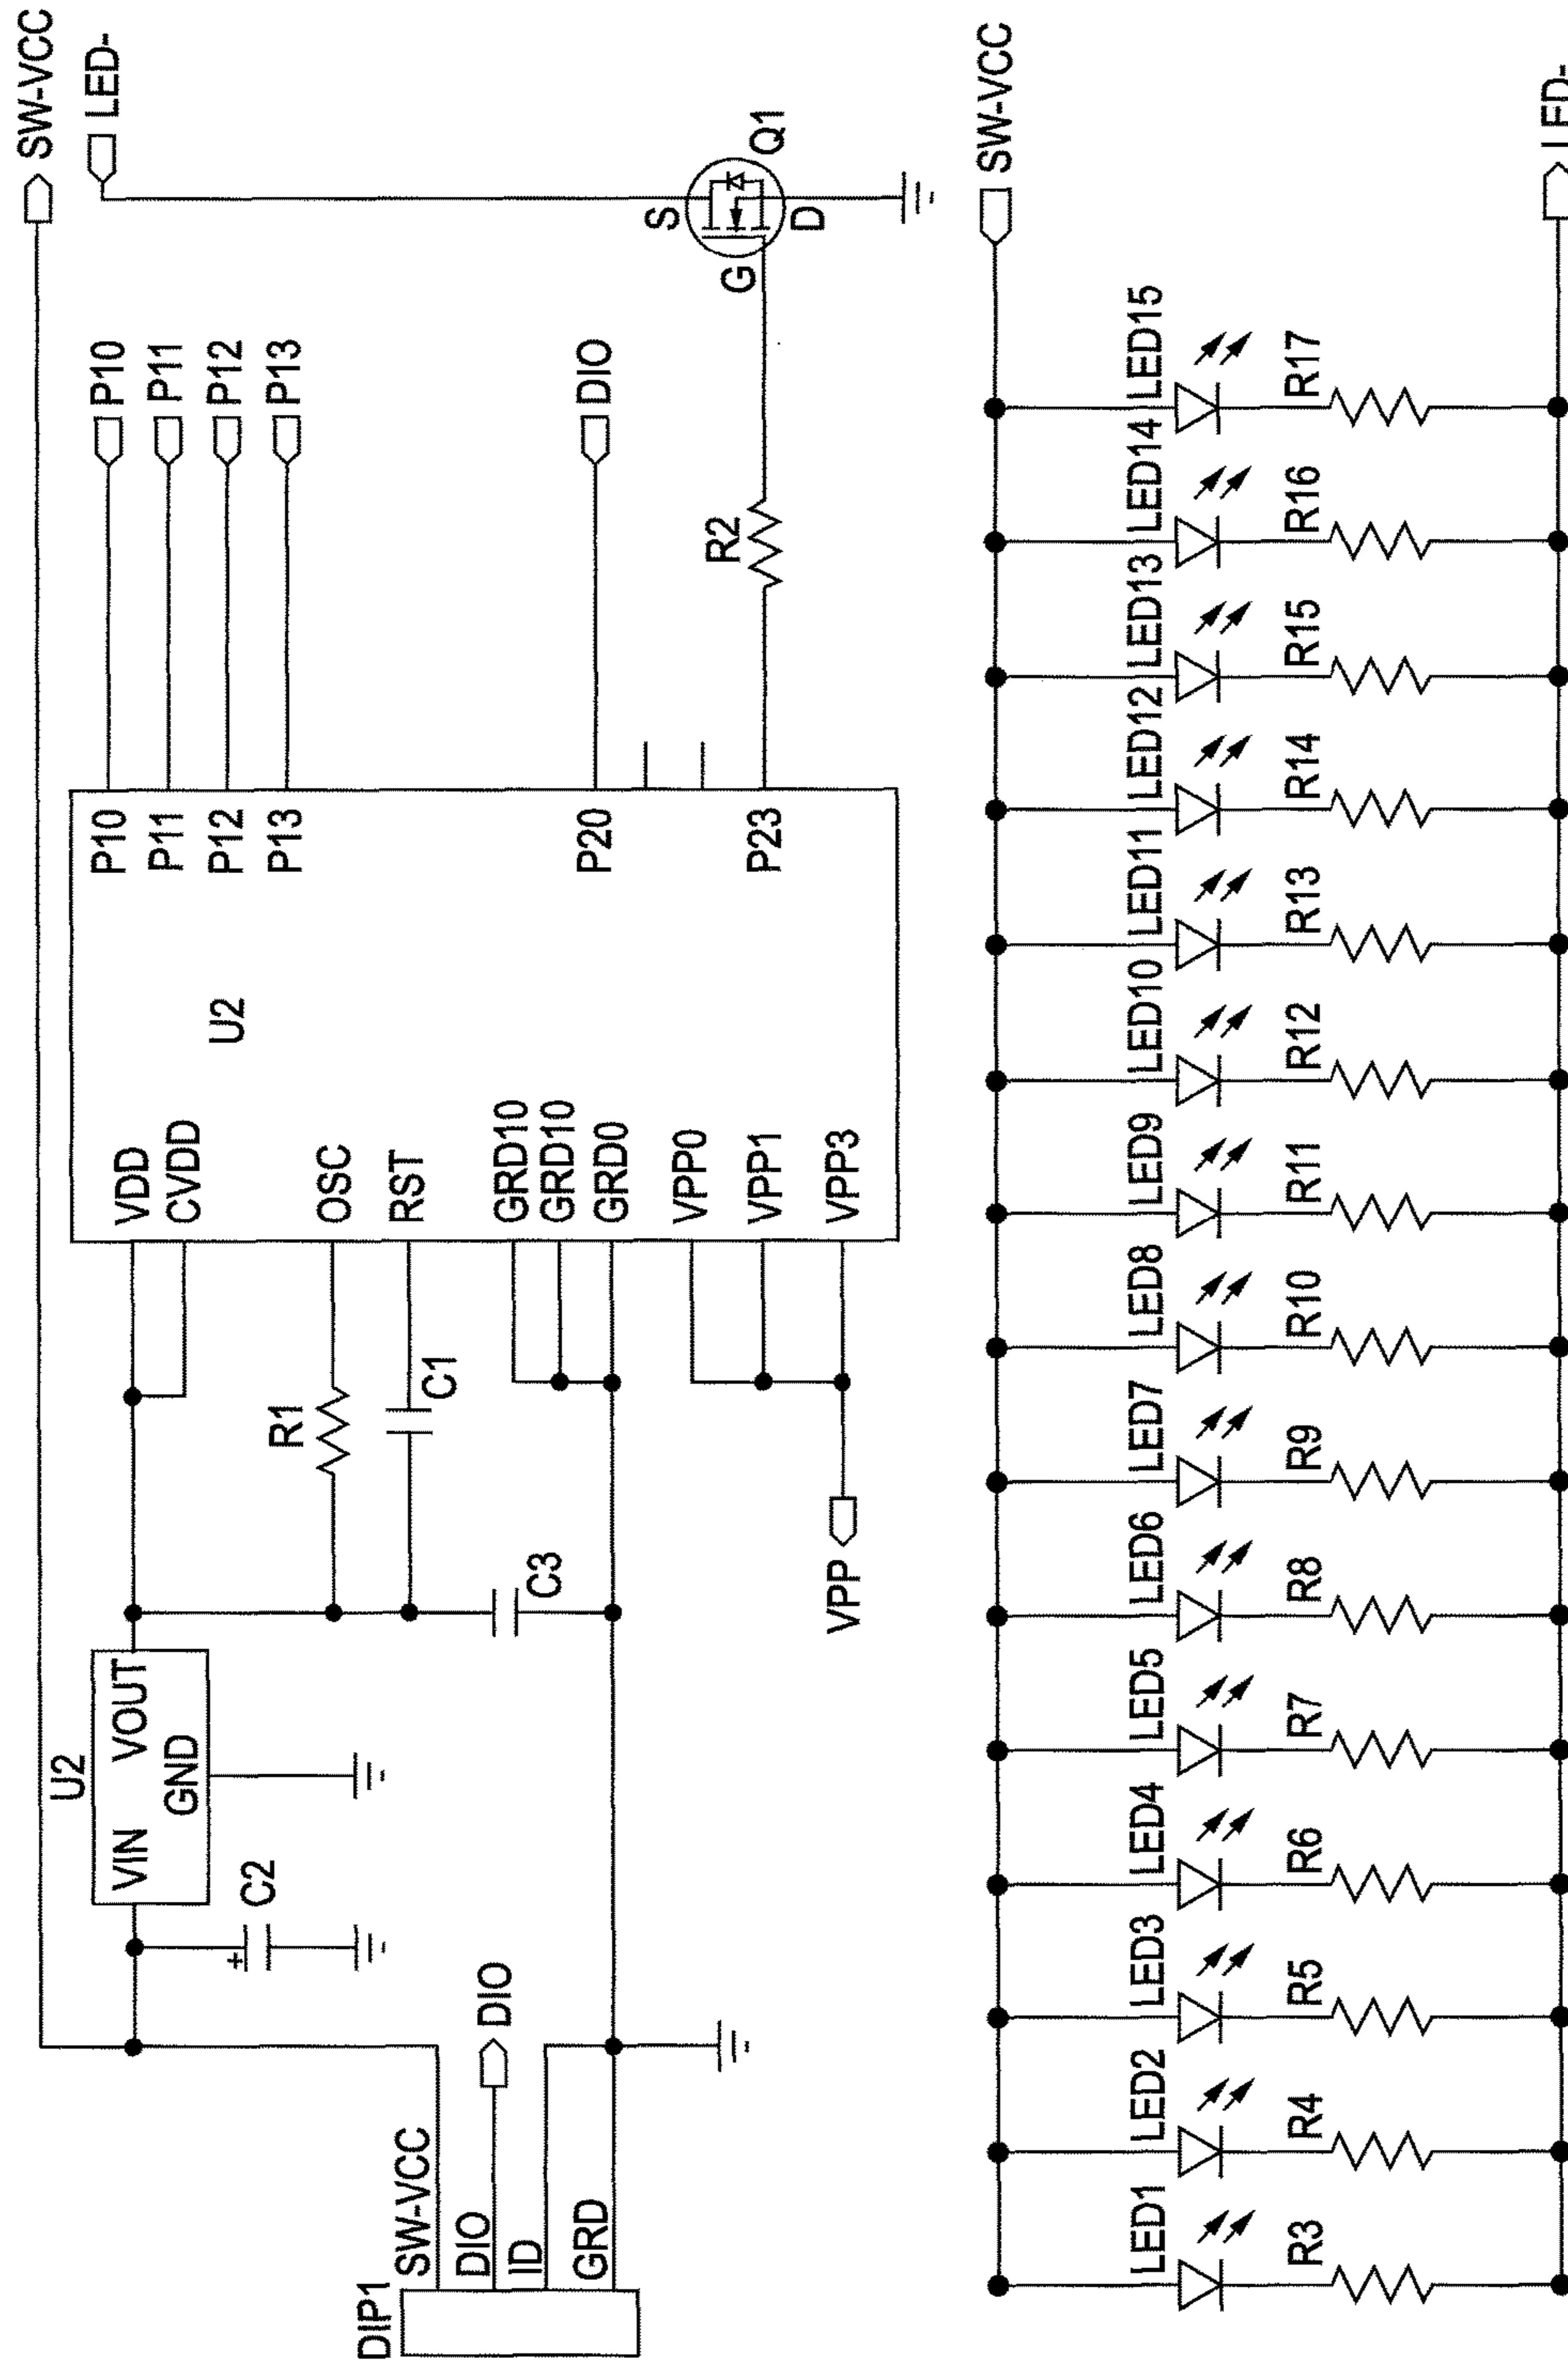 SW-VCC
LED-
P10
P11
P12
P13
DIO
R2
S
G
D
Q1
P10
P11
P12
P13
P20
P23
U2
VDD
CVDD
OSC
RST
GRD10
GRD10
GRD0
VPP0
VPP1
VPP3
R1
C1
C3
VPP
U2
VIN
VOUT
GND
C2
+
DIO
SW-VCC
DIO
ID
GRD
DIP1
SW-VCC
LED1
LED2
LED3
LED4
LED5
LED6
LED7
LED8
LED9
LED10
LED11
LED12
LED13
LED14
LED15
R3
R4
R5
R6
R7
R8
R9
R10
R11
R12
R13
R14
R15
R16
R17
LED-